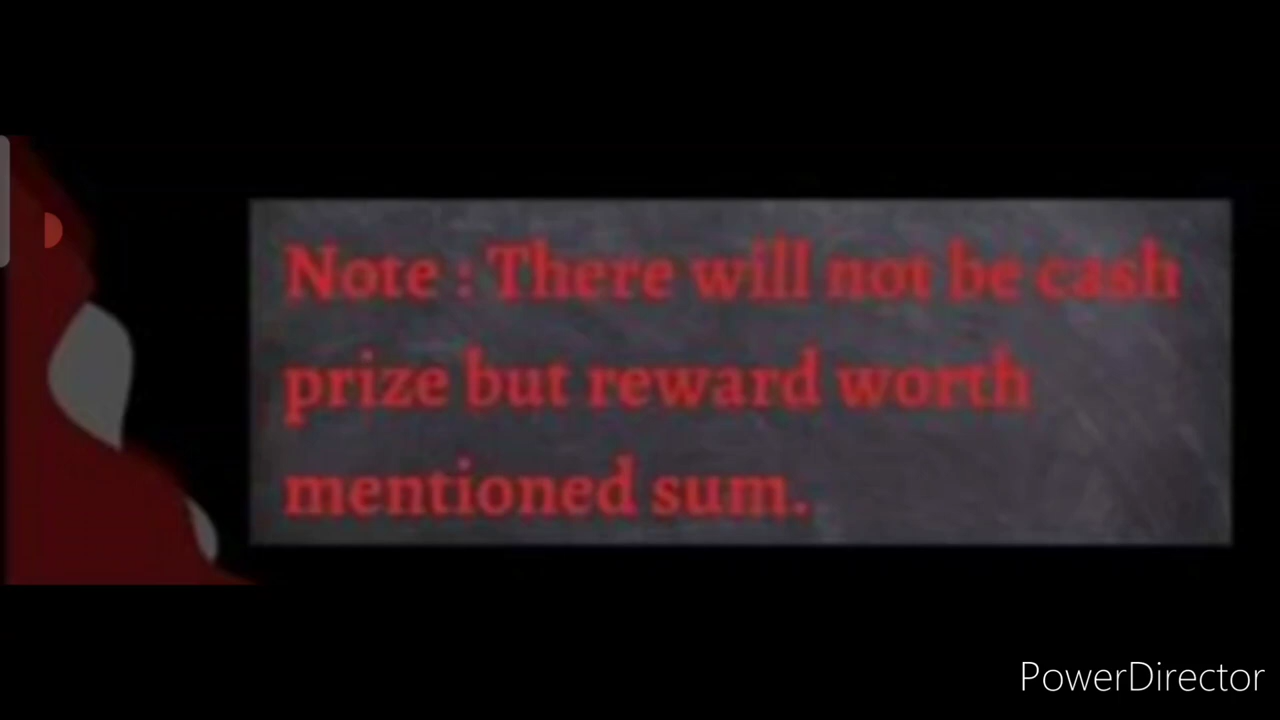 Note : There will not be cash
prize but reward worth
mentioned sum.
PowerDirector